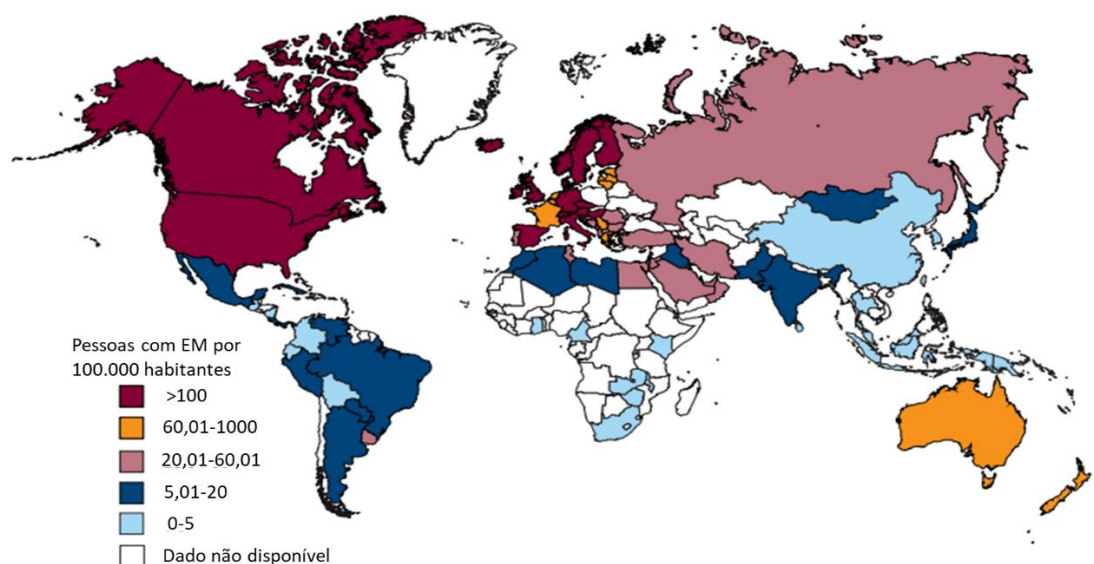 Pessoas com EM por
100.000 habitantes
>100
60,01-1000
20,01-60,01
5,01-20
0-5
Dado não disponível